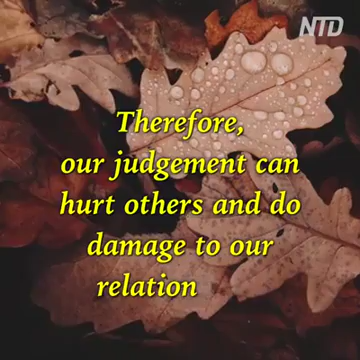 NTD
Therefore,
our judgement can
hurt others and do
damage to our
relation